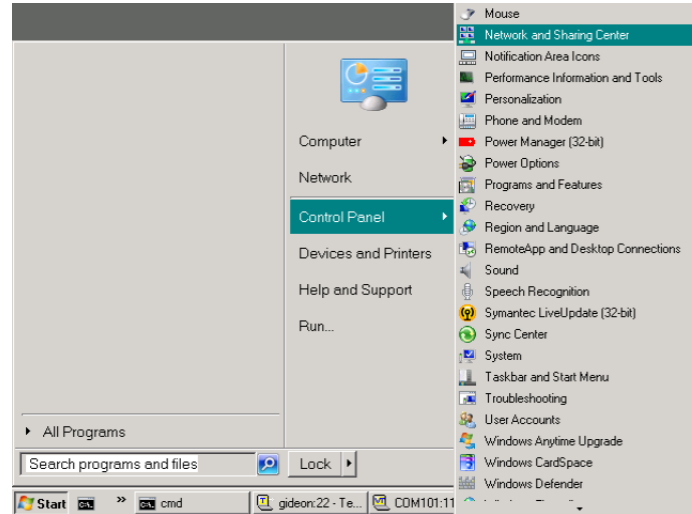 Computer
Network
Control Panel
Devices and Printers
Help and Support
Run...
All Programs
Search programs and files
Lock
Start
cmd
gideon:22 - Te...
COM101:11
Mouse
Network and Sharing Center
Notification Area Icons
Performance Information and Tools
Personalization
Phone and Modem
Power Manager (32-bit)
Power Options
Programs and Features
Recovery
Region and Language
RemoteApp and Desktop Connections
Sound
Speech Recognition
Symantec LiveUpdate (32-bit)
Sync Center
System
Taskbar and Start Menu
Troubleshooting
User Accounts
Windows Anytime Upgrade
Windows CardSpace
Windows Defender